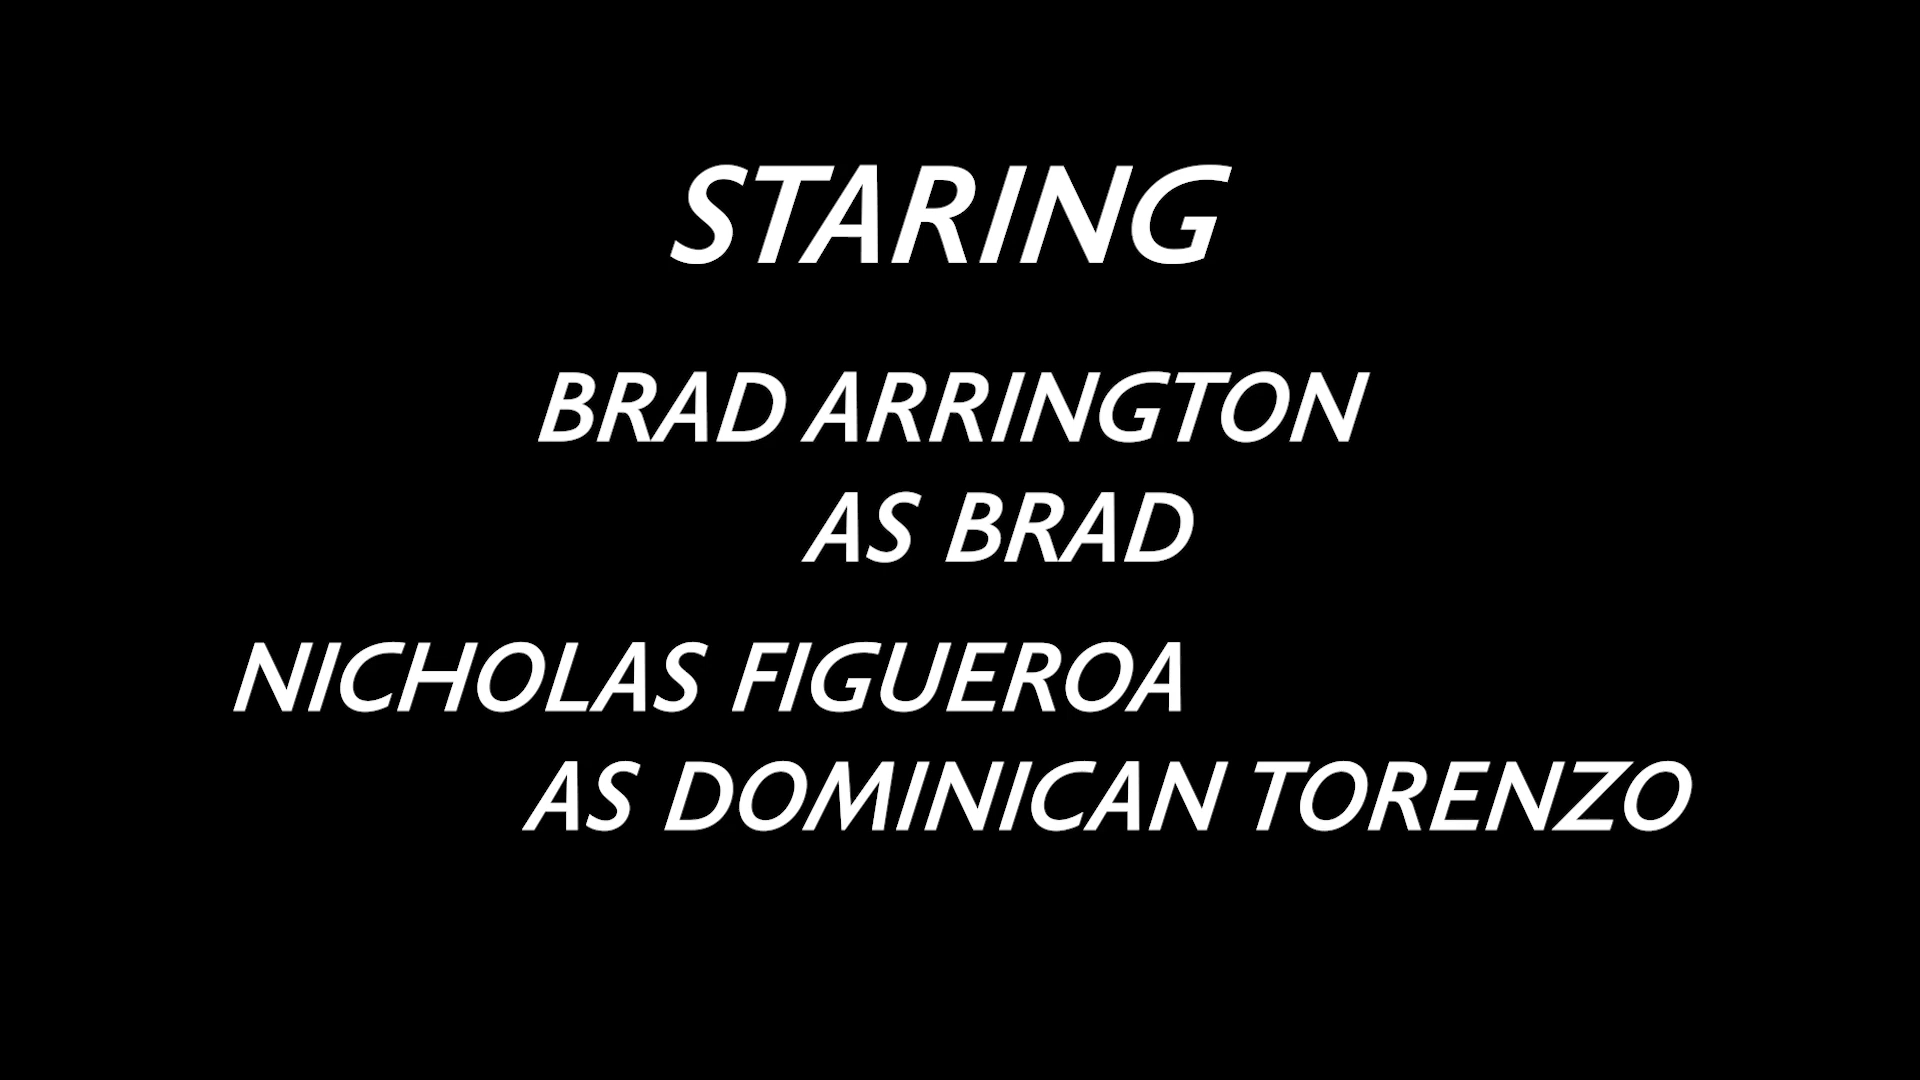 STARING
BRAD ARRINGTON
AS BRAD
NICHOLAS FIGUEROA
AS DOMINICAN TORENZO